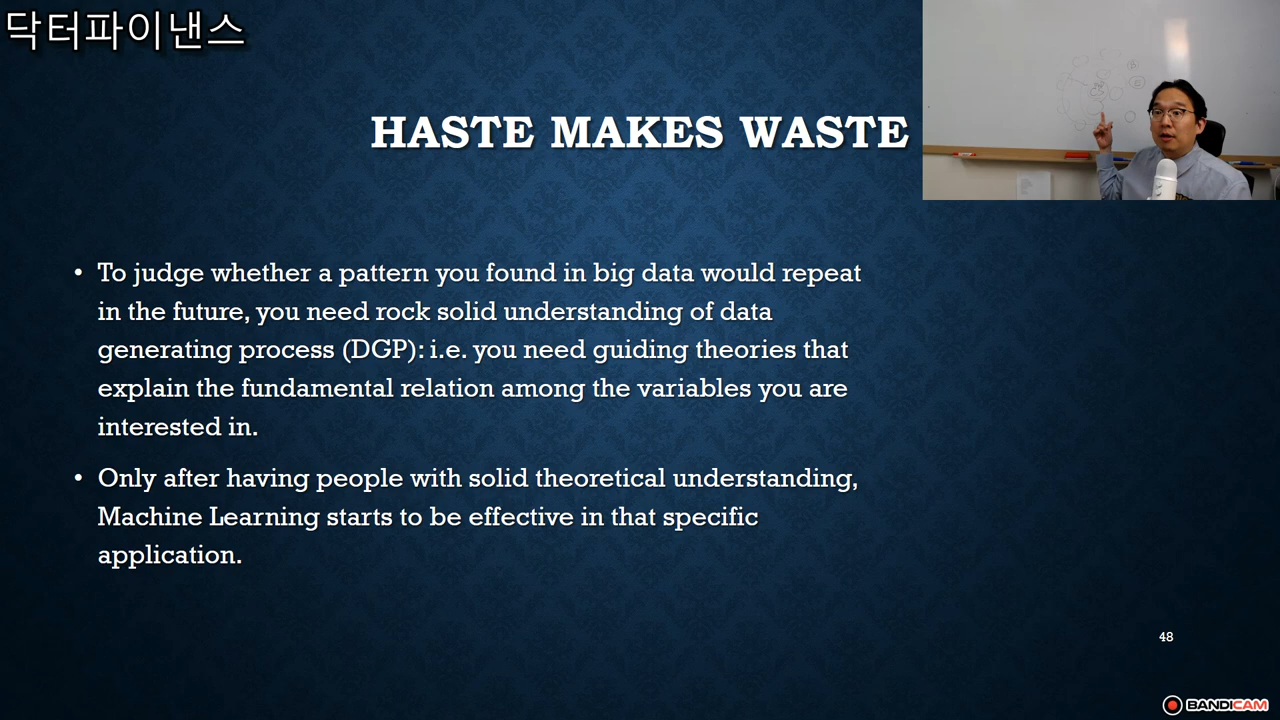 닥터파이낸스
HASTE MAKES WASTE
• To judge whether a pattern you found in big data would repeat
in the future, you need rock solid understanding of data
generating process (DGP): i.e. you need guiding theories that
explain the fundamental relation among the variables you are
interested in.
• Only after having people with solid theoretical understanding,
Machine Learning starts to be effective in that specific
application.
48
BANDICAM